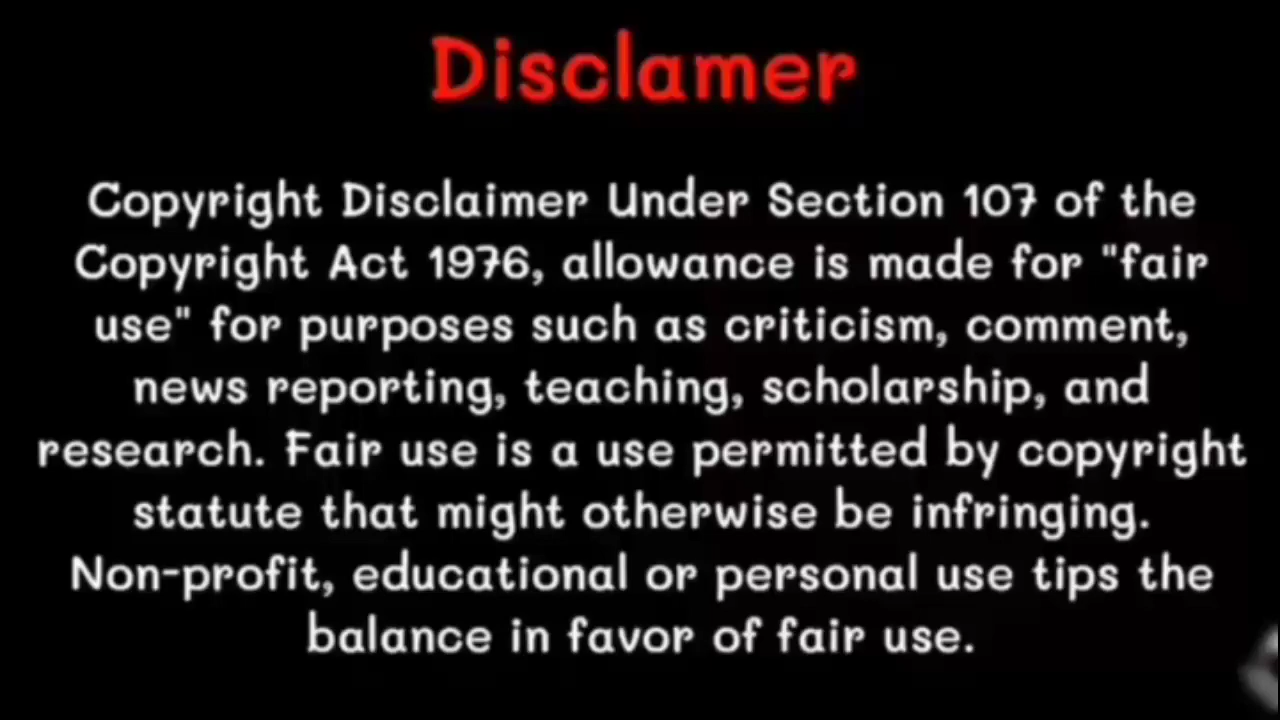 Disclamer
Copyright Disclaimer Under Section 107 of the
Copyright Act 1976, allowance is made for "fair
use" for purposes such as criticism, comment,
news reporting, teaching, scholarship, and
research. Fair use is a use permitted by copyright
statute that might otherwise be infringing.
Non-profit, educational or personal use tips the
balance in favor of fair use.